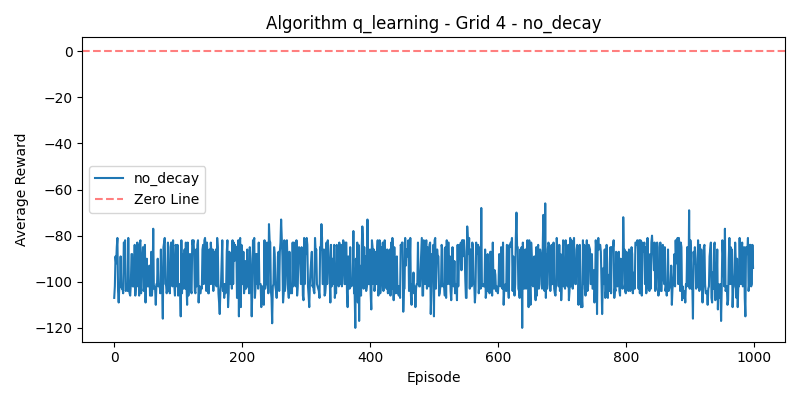 Algorithm q_learning - Grid 4 - no_decay
0
−20
−40
−60
−80
−100
−120
Average Reward
no_decay
Zero Line
0
200
400
600
800
1000
Episode